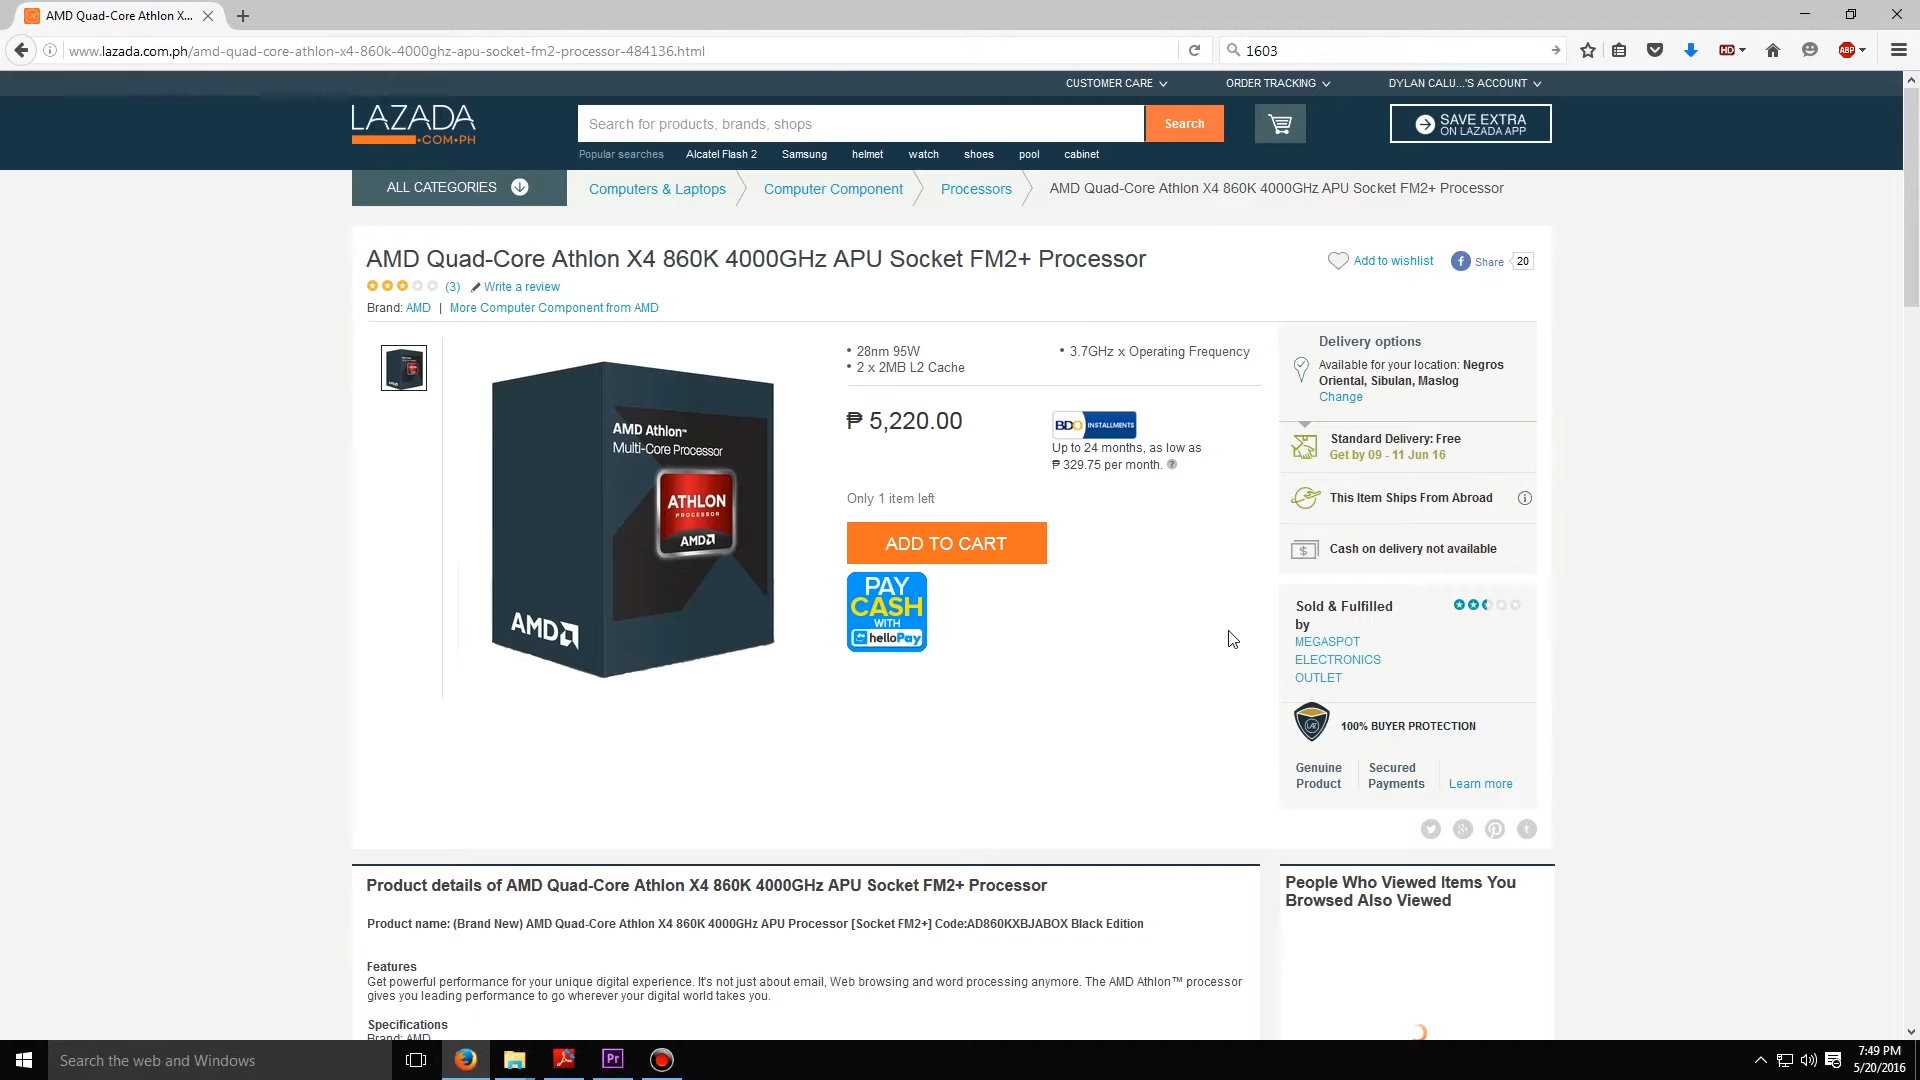 AMD Quad-Core Athlon X...
www.lazada.com.ph/amd-quad-core-athlon-x4-860k-4000ghz-apu-socket-fm2-processor-484136.html
1603
HD
ABP
CUSTOMER CARE
ORDER TRACKING
DYLAN CALU...'S ACCOUNT
LAZADA
.COM.PH
Search for products, brands, shops
Search
SAVE EXTRA
ON LAZADA APP
Popular searches Alcatel Flash 2 Samsung helmet watch shoes pool cabinet
ALL CATEGORIES
Computers & Laptops
Computer Component
Processors
AMD Quad-Core Athlon X4 860K 4000GHz APU Socket FM2+ Processor
AMD Quad-Core Athlon X4 860K 4000GHz APU Socket FM2+ Processor
Add to wishlist
f Share 20
(3) Write a review
Brand: AMD | More Computer Component from AMD
AMD Athlon™
Multi-Core Processor
ATHLON
PROCESSOR
AMD
AMD
• 28nm 95W
• 2 x 2MB L2 Cache
• 3.7GHz x Operating Frequency
₱ 5,220.00
BDO INSTALLMENTS
Up to 24 months, as low as
₱ 329.75 per month. ?
Only 1 item left
ADD TO CART
PAY
CASH
WITH
helloPay
Delivery options
Available for your location: Negros
Oriental, Sibulan, Maslog
Change
Standard Delivery: Free
Get by 09 - 11 Jun 16
This Item Ships From Abroad
Cash on delivery not available
Sold & Fulfilled
by
MEGASPOT
ELECTRONICS
OUTLET
100% BUYER PROTECTION
Genuine
Product
Secured
Payments
Learn more
Product details of AMD Quad-Core Athlon X4 860K 4000GHz APU Socket FM2+ Processor
Product name: (Brand New) AMD Quad-Core Athlon X4 860K 4000GHz APU Processor [Socket FM2+] Code:AD860KXBJABOX Black Edition
Features
Get powerful performance for your unique digital experience. It's not just about email, Web browsing and word processing anymore. The AMD Athlon™ processor
gives you leading performance to go wherever your digital world takes you.
Specifications
Brand: AMD
People Who Viewed Items You
Browsed Also Viewed
Search the web and Windows
Pr
7:49 PM
5/20/2016